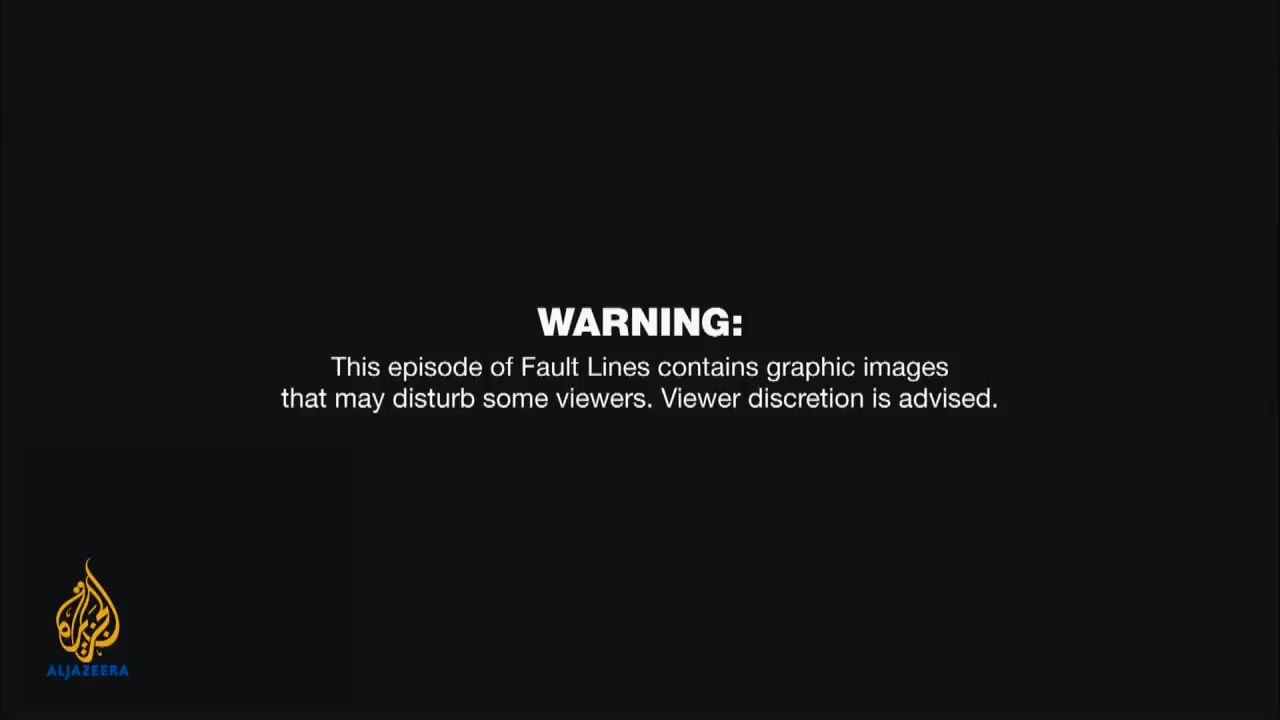 WARNING:
This episode of Fault Lines contains graphic images
that may disturb some viewers. Viewer discretion is advised.
الجزيرة
ALJAZEERA